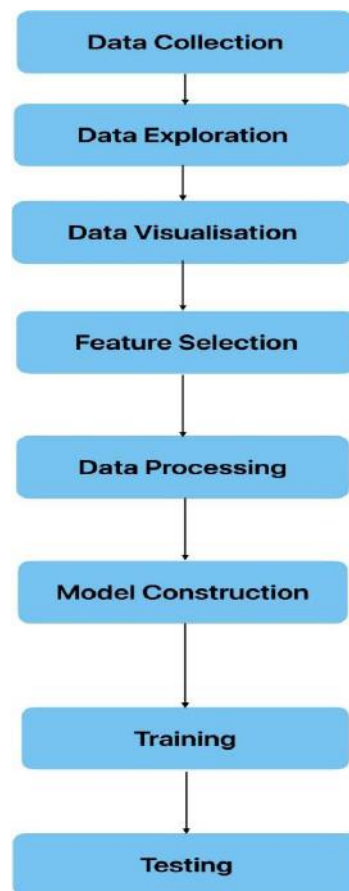 Data Collection
Data Exploration
Data Visualisation
Feature Selection
Data Processing
Model Construction
Training
Testing